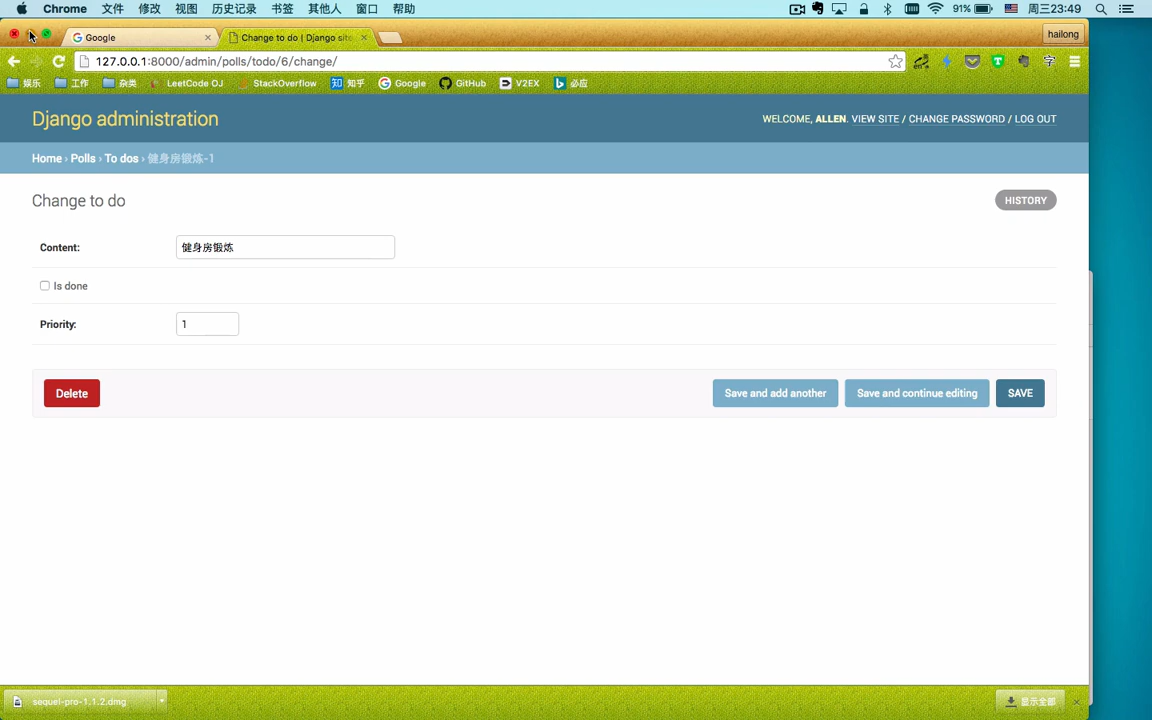 Chrome 文件 修改 视图 历史记录 书签 其他人 窗口 帮助 91% 周三23:49
Google Change to do | Django site hailong
127.0.0.1:8000/admin/polls/todo/6/change/
娱乐 工作 杂类 LeetCode OJ StackOverflow 知乎 Google GitHub V2EX 必应
Django administration WELCOME, ALLEN. VIEW SITE / CHANGE PASSWORD / LOG OUT
Home › Polls › To dos › 健身房锻炼-1
Change to do HISTORY
Content: 健身房锻炼
Is done
Priority: 1
Delete Save and add another Save and continue editing SAVE
sequel-pro-1.1.2.dmg 显示全部